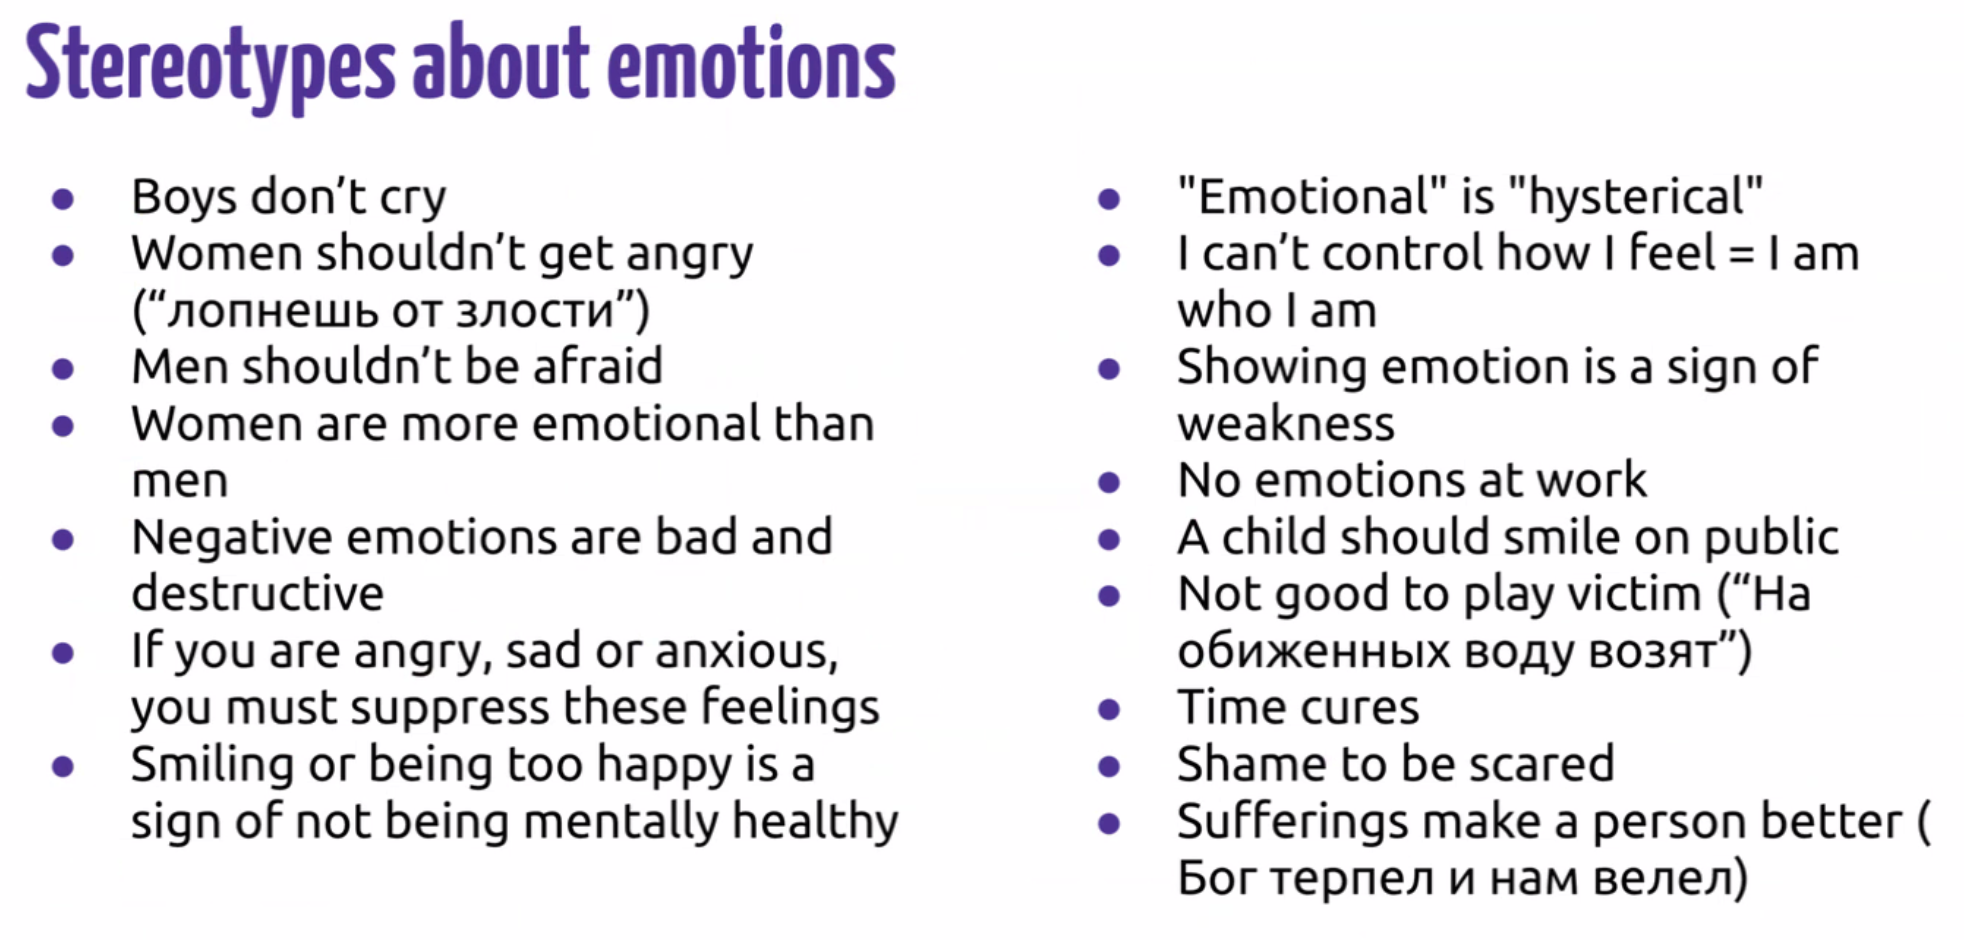 Stereotypes about emotions
Boys don’t cry
Women shouldn’t get angry
(“лопнешь от злости”)
Men shouldn’t be afraid
Women are more emotional than
men
Negative emotions are bad and
destructive
If you are angry, sad or anxious,
you must suppress these feelings
Smiling or being too happy is a
sign of not being mentally healthy
"Emotional" is "hysterical"
I can’t control how I feel = I am
who I am
Showing emotion is a sign of
weakness
No emotions at work
A child should smile on public
Not good to play victim (“На
обиженных воду возят”)
Time cures
Shame to be scared
Sufferings make a person better (
Бог терпел и нам велел)